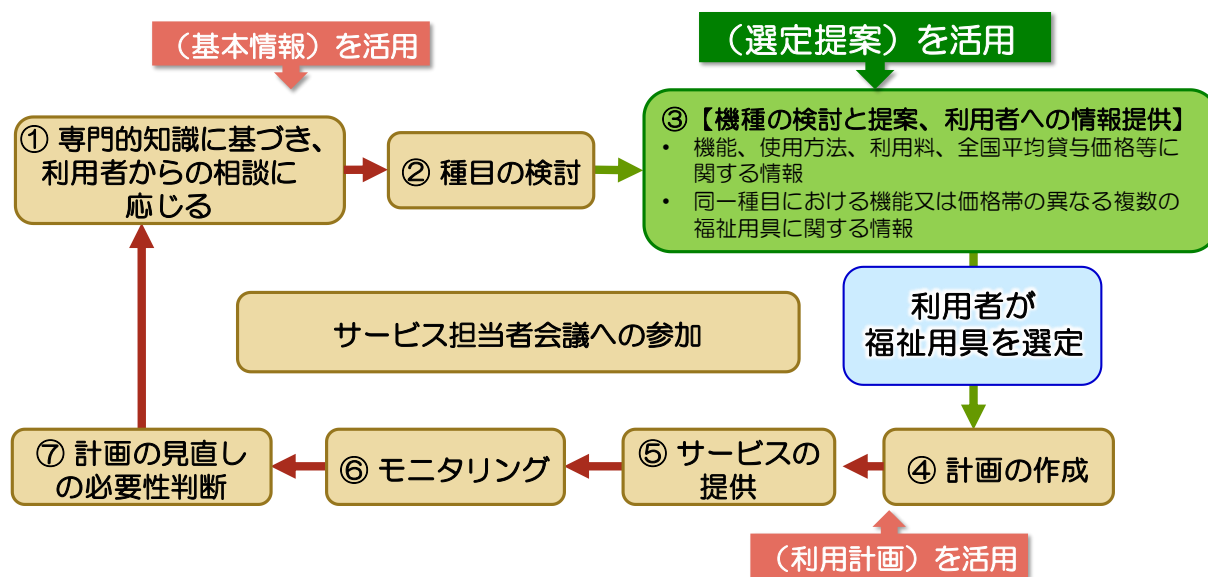 （基本情報）を活用
（選定提案）を活用
① 専門的知識に基づき、
利用者からの相談に
応じる
② 種目の検討
③【機種の検討と提案、利用者への情報提供】
• 機能、使用方法、利用料、全国平均貸与価格等に
関する情報
• 同一種目における機能又は価格帯の異なる複数の
福祉用具に関する情報
利用者が
福祉用具を選定
サービス担当者会議への参加
④ 計画の作成
⑤ サービスの
提供
⑥ モニタリング
⑦ 計画の見直し
の必要性判断
（利用計画）を活用